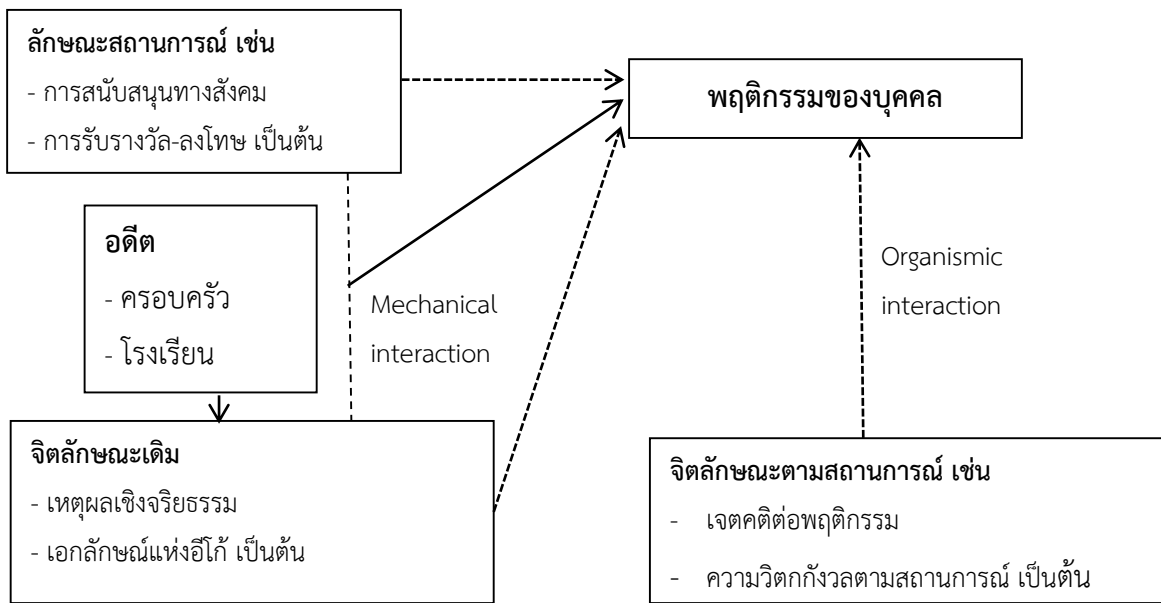 ลักษณะสถานการณ์ เช่น
- การสนับสนุนทางสังคม
- การรับรางวัล-ลงโทษ เป็นต้น
พฤติกรรมของบุคคล
อดีต
- ครอบครัว
- โรงเรียน
Mechanical
interaction
Organismic
interaction
จิตลักษณะเดิม
- เหตุผลเชิงจริยธรรม
- เอกลักษณ์แห่งอีโก้ เป็นต้น
จิตลักษณะตามสถานการณ์ เช่น
- เจตคติต่อพฤติกรรม
- ความวิตกกังวลตามสถานการณ์ เป็นต้น